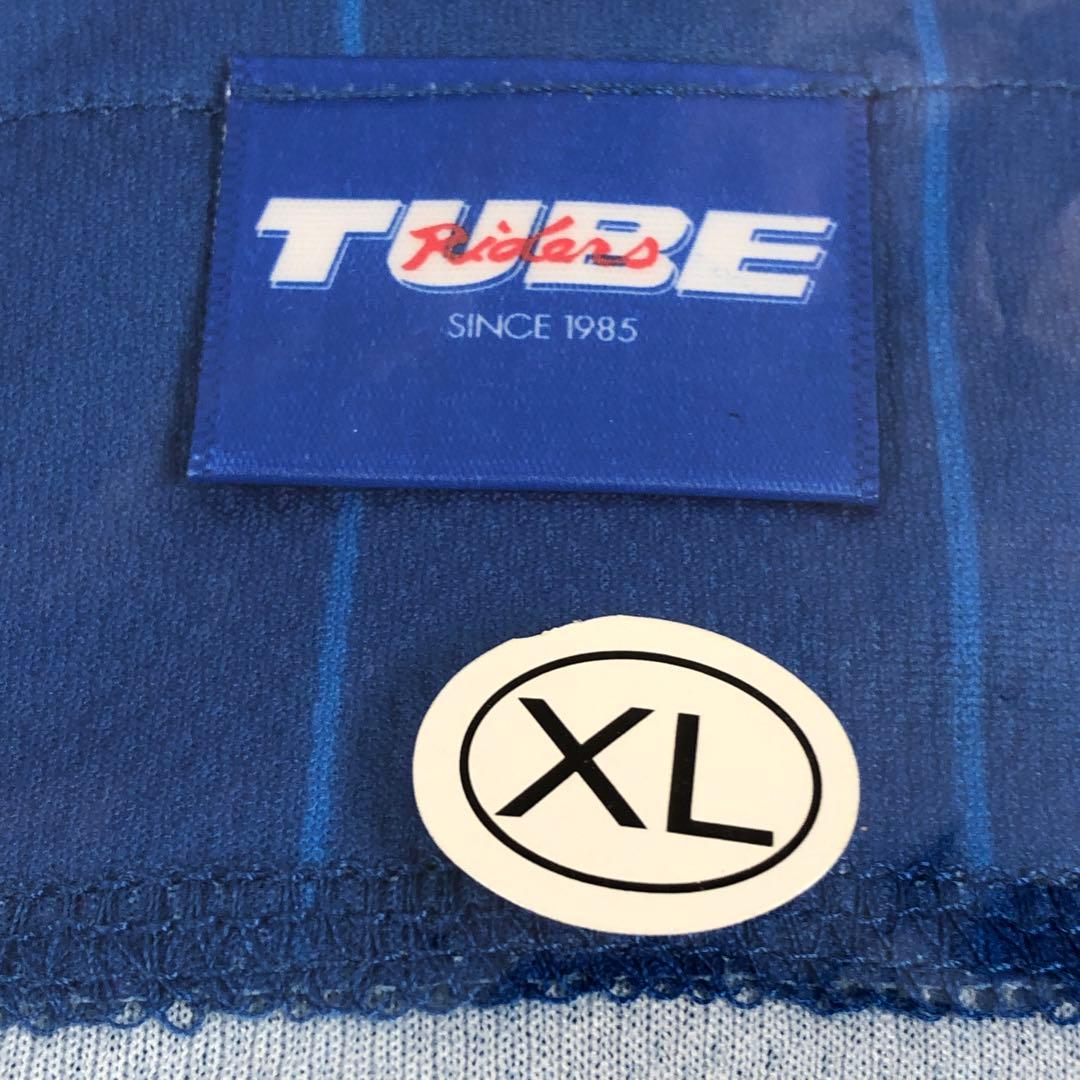 TUBE
Riders
SINCE 1985
XL